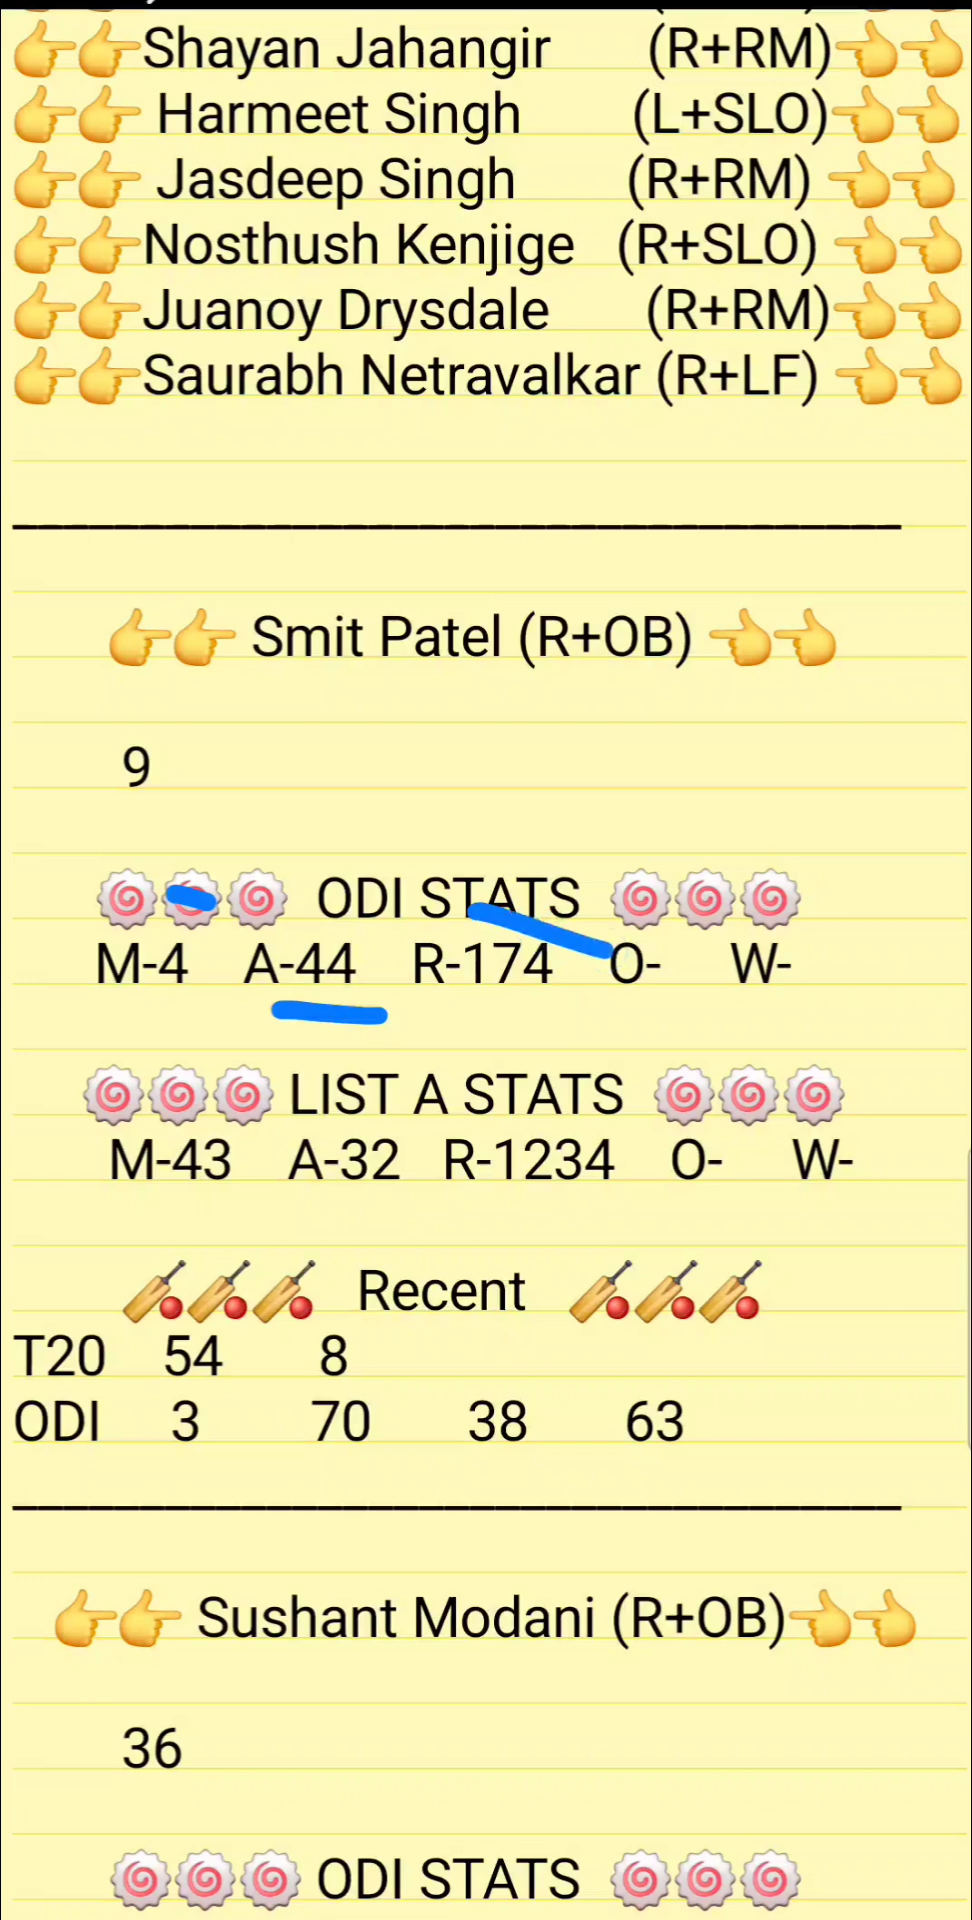 Shayan Jahangir (R+RM)
Harmeet Singh (L+SLO)
Jasdeep Singh (R+RM)
Nosthush Kenjige (R+SLO)
Juanoy Drysdale (R+RM)
Saurabh Netravalkar (R+LF)
Smit Patel (R+OB)
9
ODI STATS
M-4 A-44 R-174 O- W-
LIST A STATS
M-43 A-32 R-1234 O- W-
Recent
T20 54 8
ODI 3 70 38 63
Sushant Modani (R+OB)
36
ODI STATS